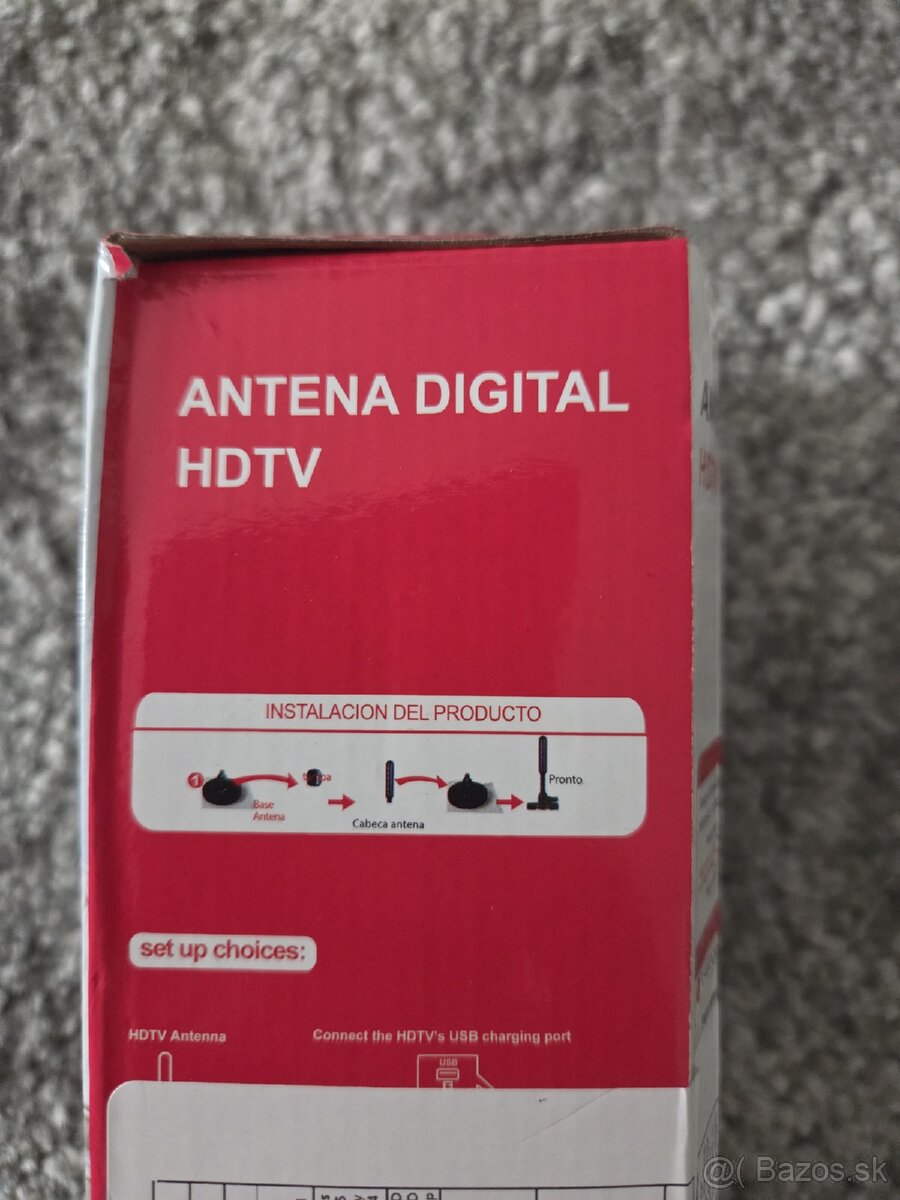 ANTENA DIGITAL
HDTV
INSTALACION DEL PRODUCTO
Base
Antena
Cabeca antena
Pronto
set up choices:
HDTV Antenna
Connect the HDTV's USB charging port
USB
@( Bazos.sk